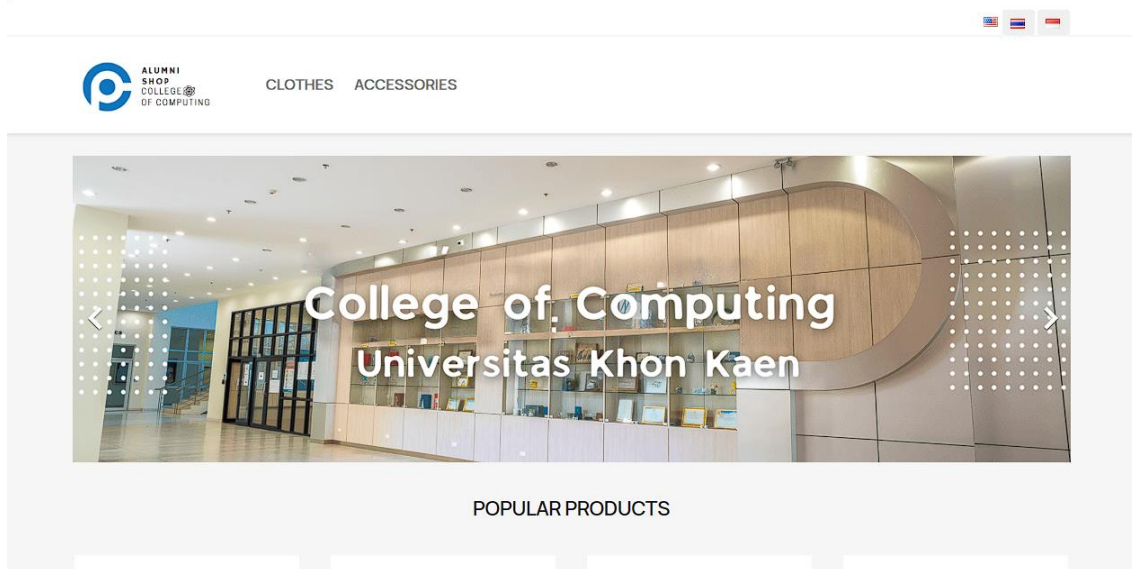 ALUMNI
SHOP
COLLEGE
OF COMPUTING
CLOTHES ACCESSORIES
College of Computing
Universitas Khon Kaen
POPULAR PRODUCTS